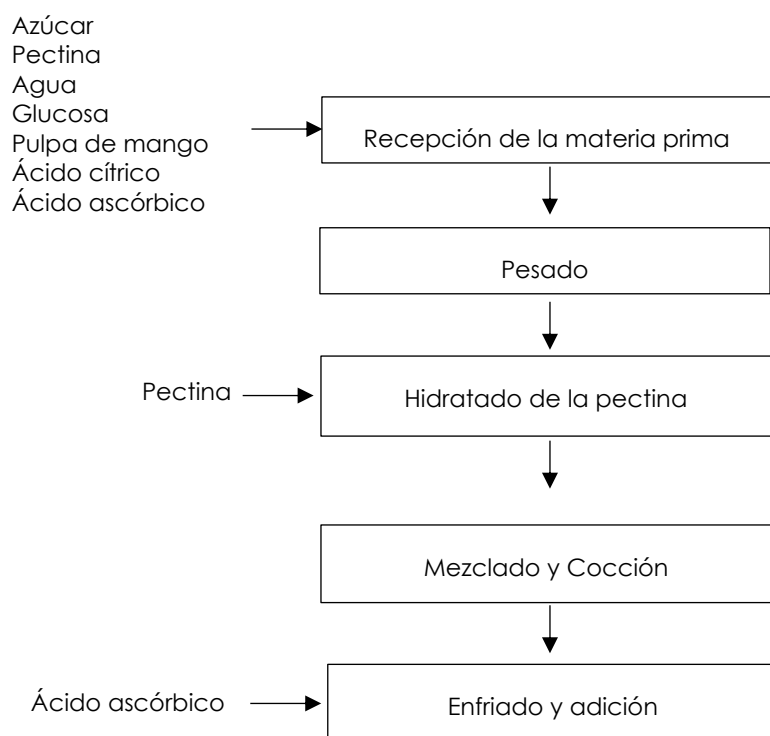 Azúcar
Pectina
Agua
Glucosa
Pulpa de mango
Ácido cítrico
Ácido ascórbico
Recepción de la materia prima
Pesado
Pectina
Hidratado de la pectina
Mezclado y Cocción
Ácido ascórbico
Enfriado y adición